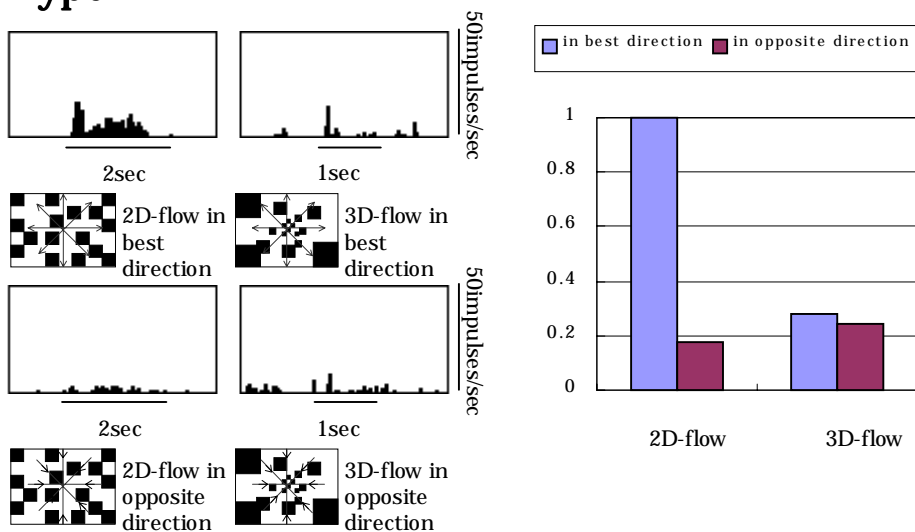 50impulses/sec
2sec
1sec
2D-flow in
best
direction
3D-flow in
best
direction
50impulses/sec
2sec
1sec
2D-flow in
opposite
direction
3D-flow in
opposite
direction
in best direction
in opposite direction
1
0.8
0.6
0.4
0.2
0
2D-flow
3D-flow